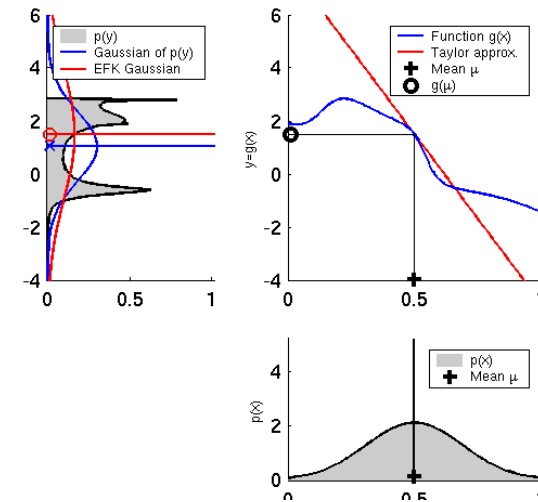 6
4
2
0
-2
-4
0
0.5
1
p(y)
Gaussian of p(y)
EFK Gaussian
6
4
2
0
-2
-4
0
0.5
y=g(x)
Function g(x)
Taylor approx.
Mean μ
g(μ)
4
2
0
0
0.5
p(x)
p(x)
Mean μ